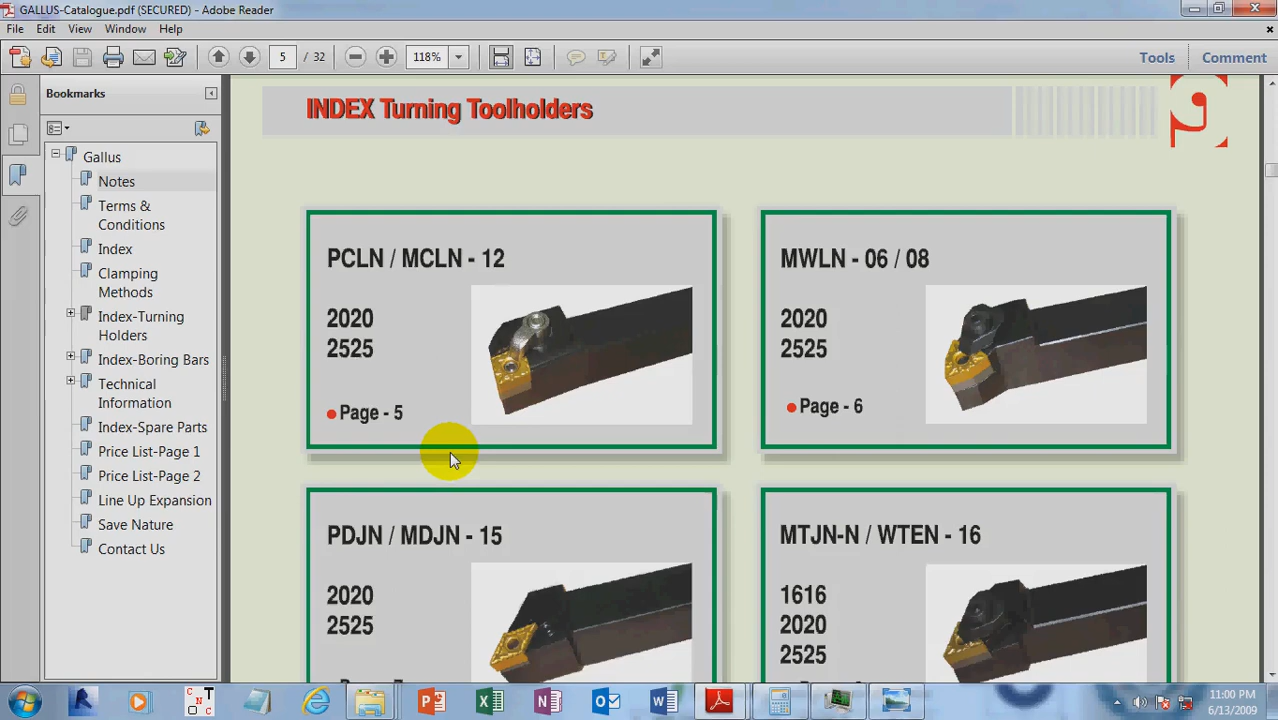 GALLUS-Catalogue.pdf (SECURED) - Adobe Reader
File Edit View Window Help
5 / 32 118% Tools Comment
Bookmarks
Gallus
Notes
Terms &
Conditions
Index
Clamping
Methods
Index-Turning
Holders
Index-Boring Bars
Technical
Information
Index-Spare Parts
Price List-Page 1
Price List-Page 2
Line Up Expansion
Save Nature
Contact Us
INDEX Turning Toolholders
PCLN / MCLN - 12
2020
2525
Page - 5
MWLN - 06 / 08
2020
2525
Page - 6
PDJN / MDJN - 15
2020
2525
MTJN-N / WTEN - 16
1616
2020
2525
CNCT
11:00 PM
6/13/2009